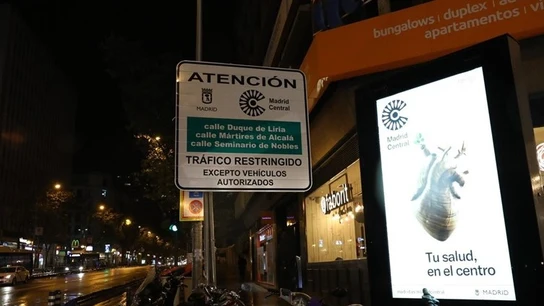 bungalows | duplex | á
apartamentos | vi
ATENCIÓN
MADRID
Madrid
Central
calle Duque de Liria
calle Mártires de Alcalá
calle Seminario de Nobles
TRÁFICO RESTRINGIDO
EXCEPTO VEHÍCULOS
AUTORIZADOS
Madrid
Central
Tu salud,
en el centro
MADRID
faborit